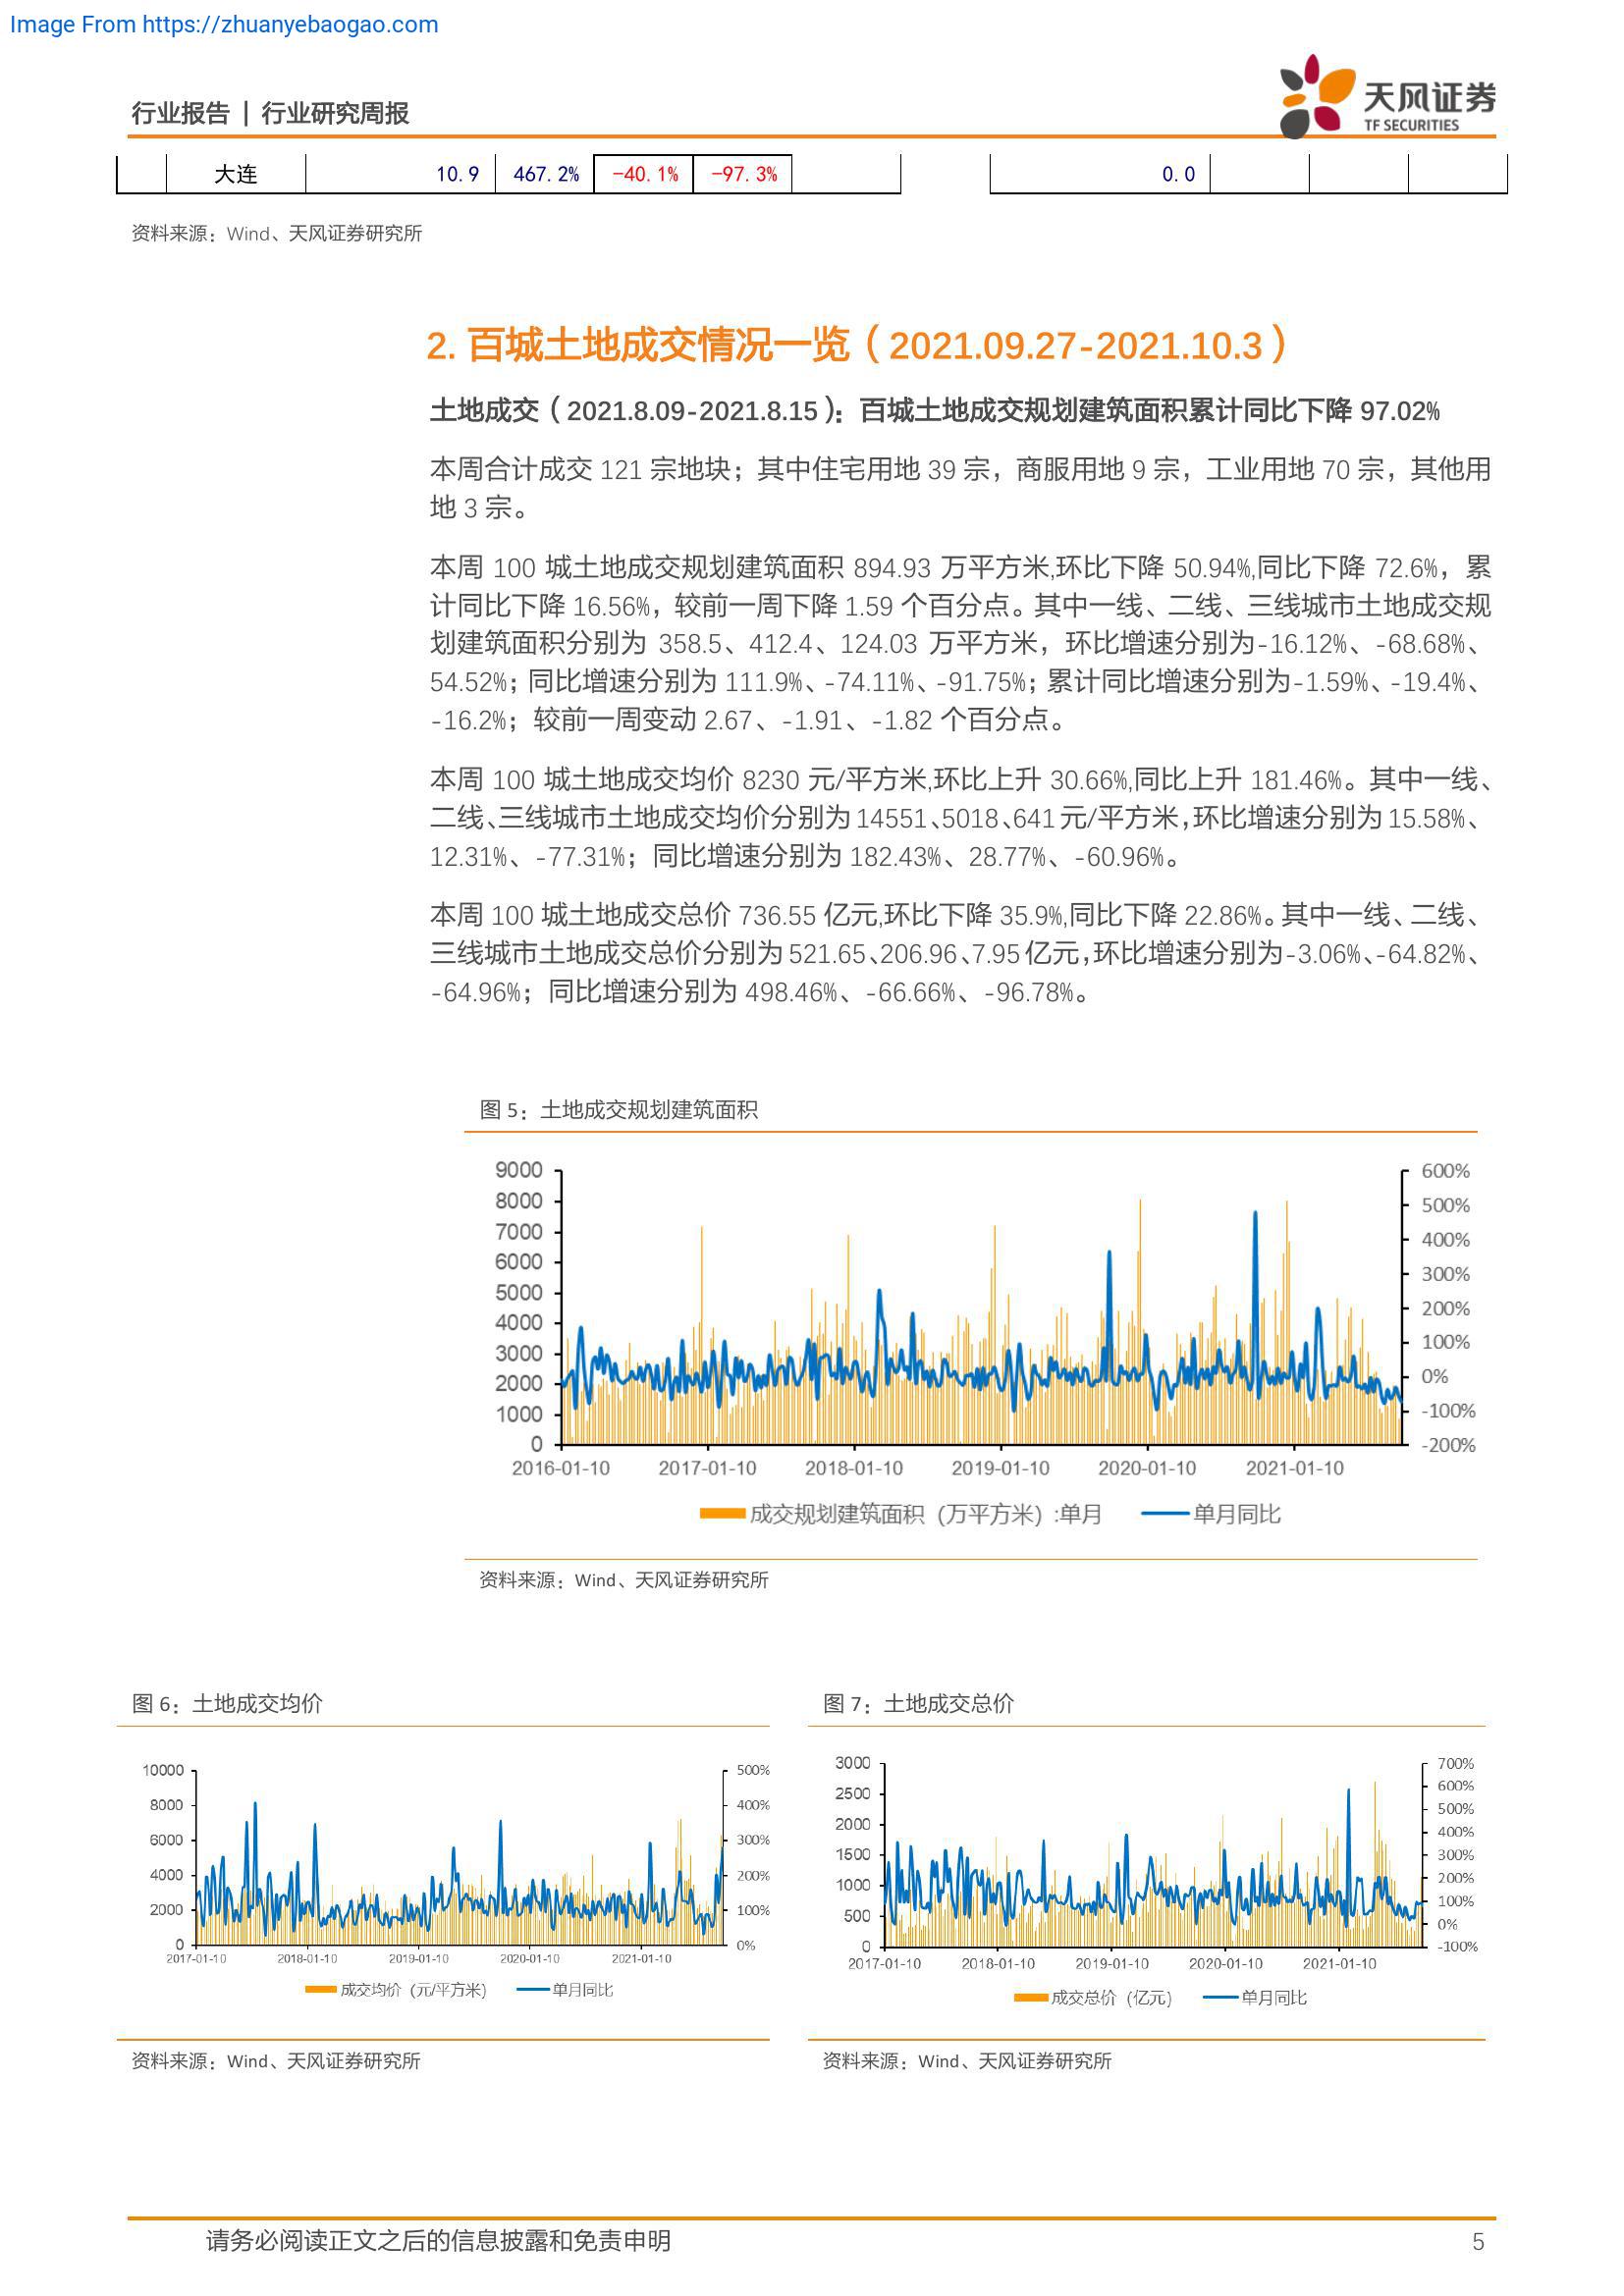 Image From https://zhuanyebaogao.com
行业报告 | 行业研究周报
天风证券
TF SECURITIES
大连 10.9 467.2% -40.1% -97.3% 0.0
资料来源：Wind、天风证券研究所
2. 百城土地成交情况一览（2021.09.27-2021.10.3）
土地成交（2021.8.09-2021.8.15）：百城土地成交规划建筑面积累计同比下降 97.02%
本周合计成交 121 宗地块；其中住宅用地 39 宗，商服用地 9 宗，工业用地 70 宗，其他用
地 3 宗。
本周 100 城土地成交规划建筑面积 894.93 万平方米,环比下降 50.94%,同比下降 72.6%，累
计同比下降 16.56%，较前一周下降 1.59 个百分点。其中一线、二线、三线城市土地成交规
划建筑面积分别为 358.5、412.4、124.03 万平方米，环比增速分别为-16.12%、-68.68%、
54.52%；同比增速分别为 111.9%、-74.11%、-91.75%；累计同比增速分别为-1.59%、-19.4%、
-16.2%；较前一周变动 2.67、-1.91、-1.82 个百分点。
本周 100 城土地成交均价 8230 元/平方米,环比上升 30.66%,同比上升 181.46%。其中一线、
二线、三线城市土地成交均价分别为 14551、5018、641 元/平方米，环比增速分别为 15.58%、
12.31%、-77.31%；同比增速分别为 182.43%、28.77%、-60.96%。
本周 100 城土地成交总价 736.55 亿元,环比下降 35.9%,同比下降 22.86%。其中一线、二线、
三线城市土地成交总价分别为 521.65、206.96、7.95 亿元，环比增速分别为-3.06%、-64.82%、
-64.96%；同比增速分别为 498.46%、-66.66%、-96.78%。
图 5：土地成交规划建筑面积
9000 600%
8000 500%
7000 400%
6000 300%
5000 200%
4000 100%
3000 0%
2000 -100%
1000 -200%
0
2016-01-10 2017-01-10 2018-01-10 2019-01-10 2020-01-10 2021-01-10
成交规划建筑面积（万平方米）:单月 单月同比
资料来源：Wind、天风证券研究所
图 6：土地成交均价
10000 500%
8000 400%
6000 300%
4000 200%
2000 100%
0 0%
2017-01-10 2018-01-10 2019-01-10 2020-01-10 2021-01-10
成交均价（元/平方米） 单月同比
资料来源：Wind、天风证券研究所
图 7：土地成交总价
3000 700%
2500 600%
2000 500%
1500 400%
1000 300%
500 200%
0 100%
0%
-100%
2017-01-10 2018-01-10 2019-01-10 2020-01-10 2021-01-10
成交总价（亿元） 单月同比
资料来源：Wind、天风证券研究所
请务必阅读正文之后的信息披露和免责申明 5